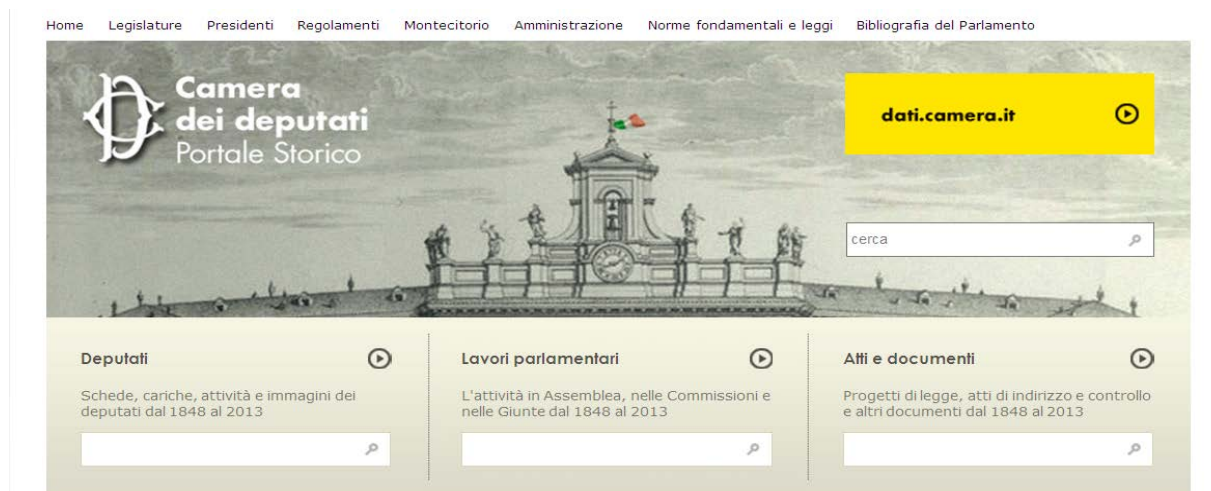 Home Legislature Presidenti Regolamenti Montecitorio Amministrazione Norme fondamentali e leggi Bibliografia del Parlamento
Camera
dei deputati
Portale Storico
dati.camera.it
cerca
Deputati
Schede, cariche, attività e immagini dei
deputati dal 1848 al 2013
Lavori parlamentari
L'attività in Assemblea, nelle Commissioni e
nelle Giunte dal 1848 al 2013
Atti e documenti
Progetti di legge, atti di indirizzo e controllo
e altri documenti dal 1848 al 2013